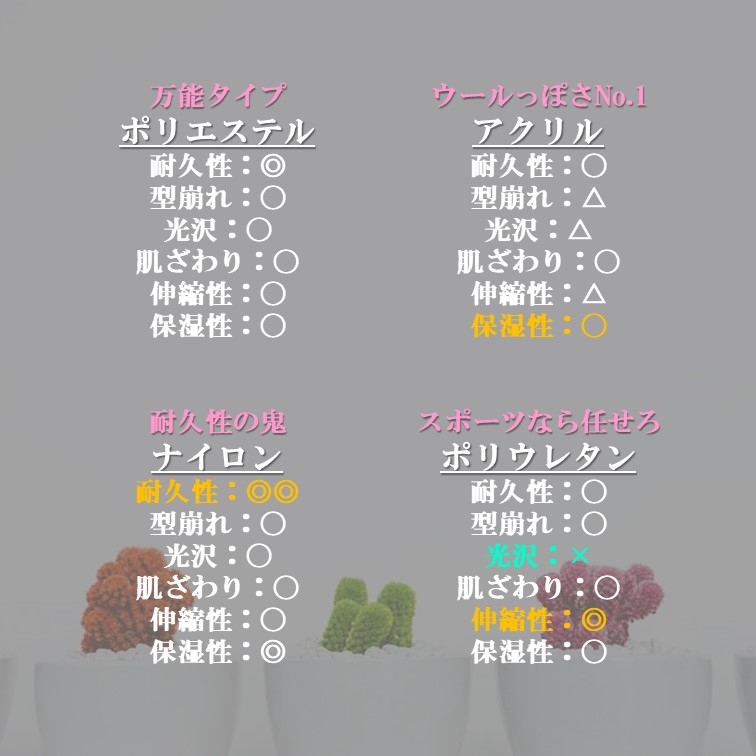 万能タイプ
ポリエステル
耐久性：◎
型崩れ：〇
光沢：〇
肌ざわり：〇
伸縮性：〇
保湿性：〇
ウールっぽさNo.1
アクリル
耐久性：〇
型崩れ：△
光沢：△
肌ざわり：〇
伸縮性：△
保湿性：〇
耐久性の鬼
ナイロン
耐久性：◎◎
型崩れ：〇
光沢：〇
肌ざわり：〇
伸縮性：〇
保湿性：◎
スポーツなら任せろ
ポリウレタン
耐久性：〇
型崩れ：〇
光沢：×
肌ざわり：〇
伸縮性：◎
保湿性：〇